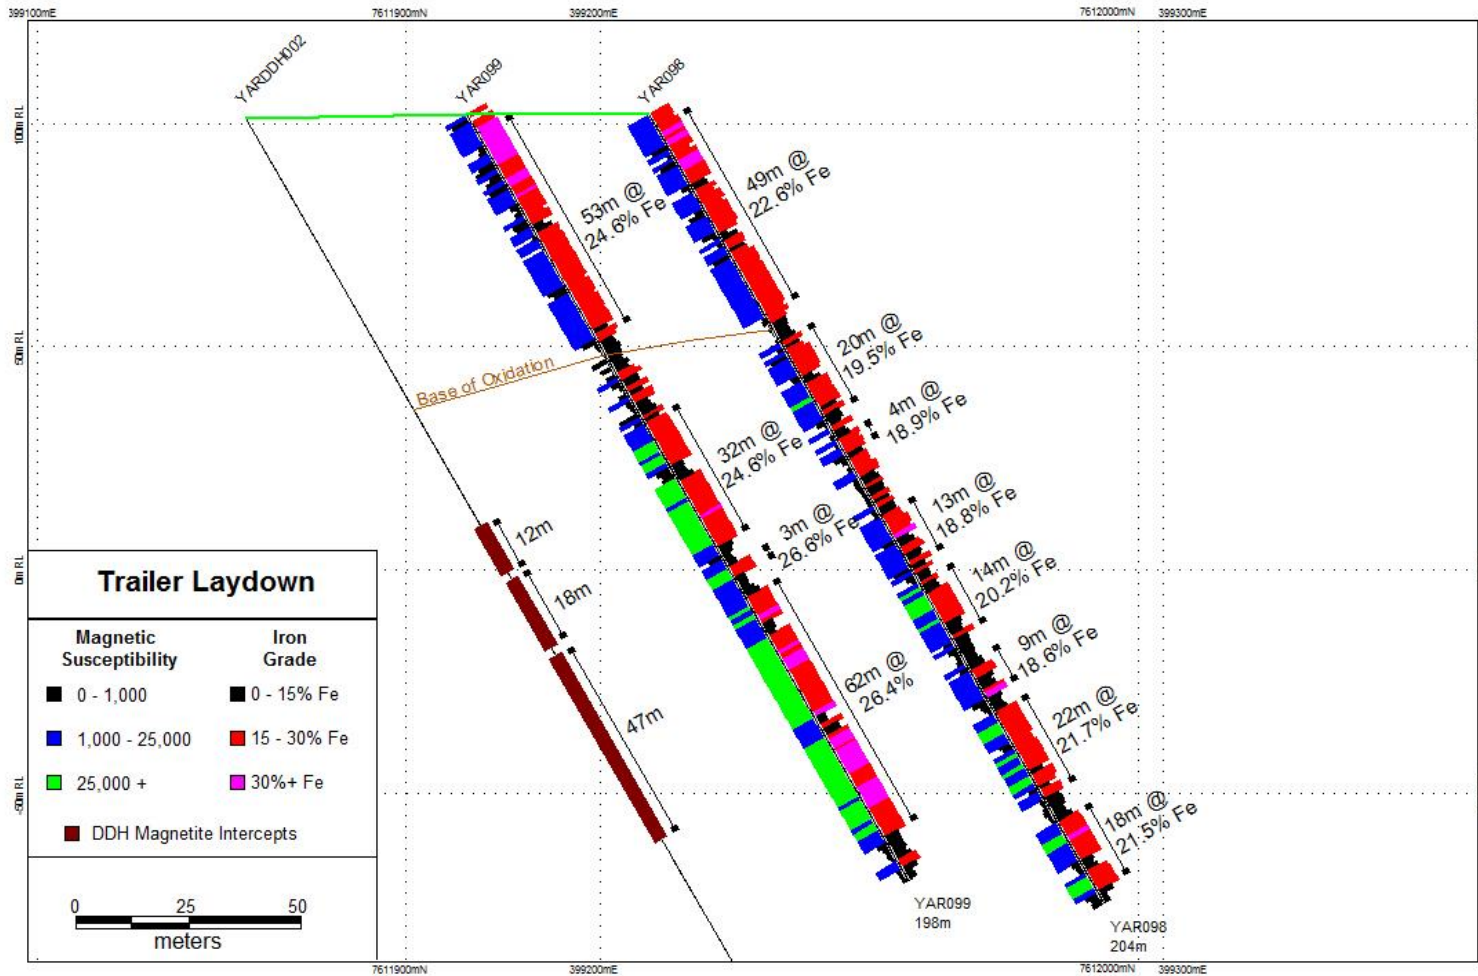 399100mE
7611900mN
399200mE
7612000mN
399300mE
YARDDH002
YAR099
YAR098
100m RL
50m RL
0m RL
-50m RL
53m @
24.6% Fe
49m @
22.6% Fe
20m @
19.5% Fe
Base of Oxidation
4m @
18.9% Fe
32m @
24.6% Fe
13m @
18.8% Fe
3m @
26.6% Fe
14m @
20.2% Fe
12m
18m
47m
9m @
18.6% Fe
62m @
26.4%
22m @
21.7% Fe
18m @
21.5% Fe
YAR099
198m
YAR098
204m
Trailer Laydown
Magnetic
Susceptibility
Iron
Grade
0 - 1,000
0 - 15% Fe
1,000 - 25,000
15 - 30% Fe
25,000 +
30%+ Fe
DDH Magnetite Intercepts
0 25 50
meters
7611900mN
399200mE
7612000mN
399300mE